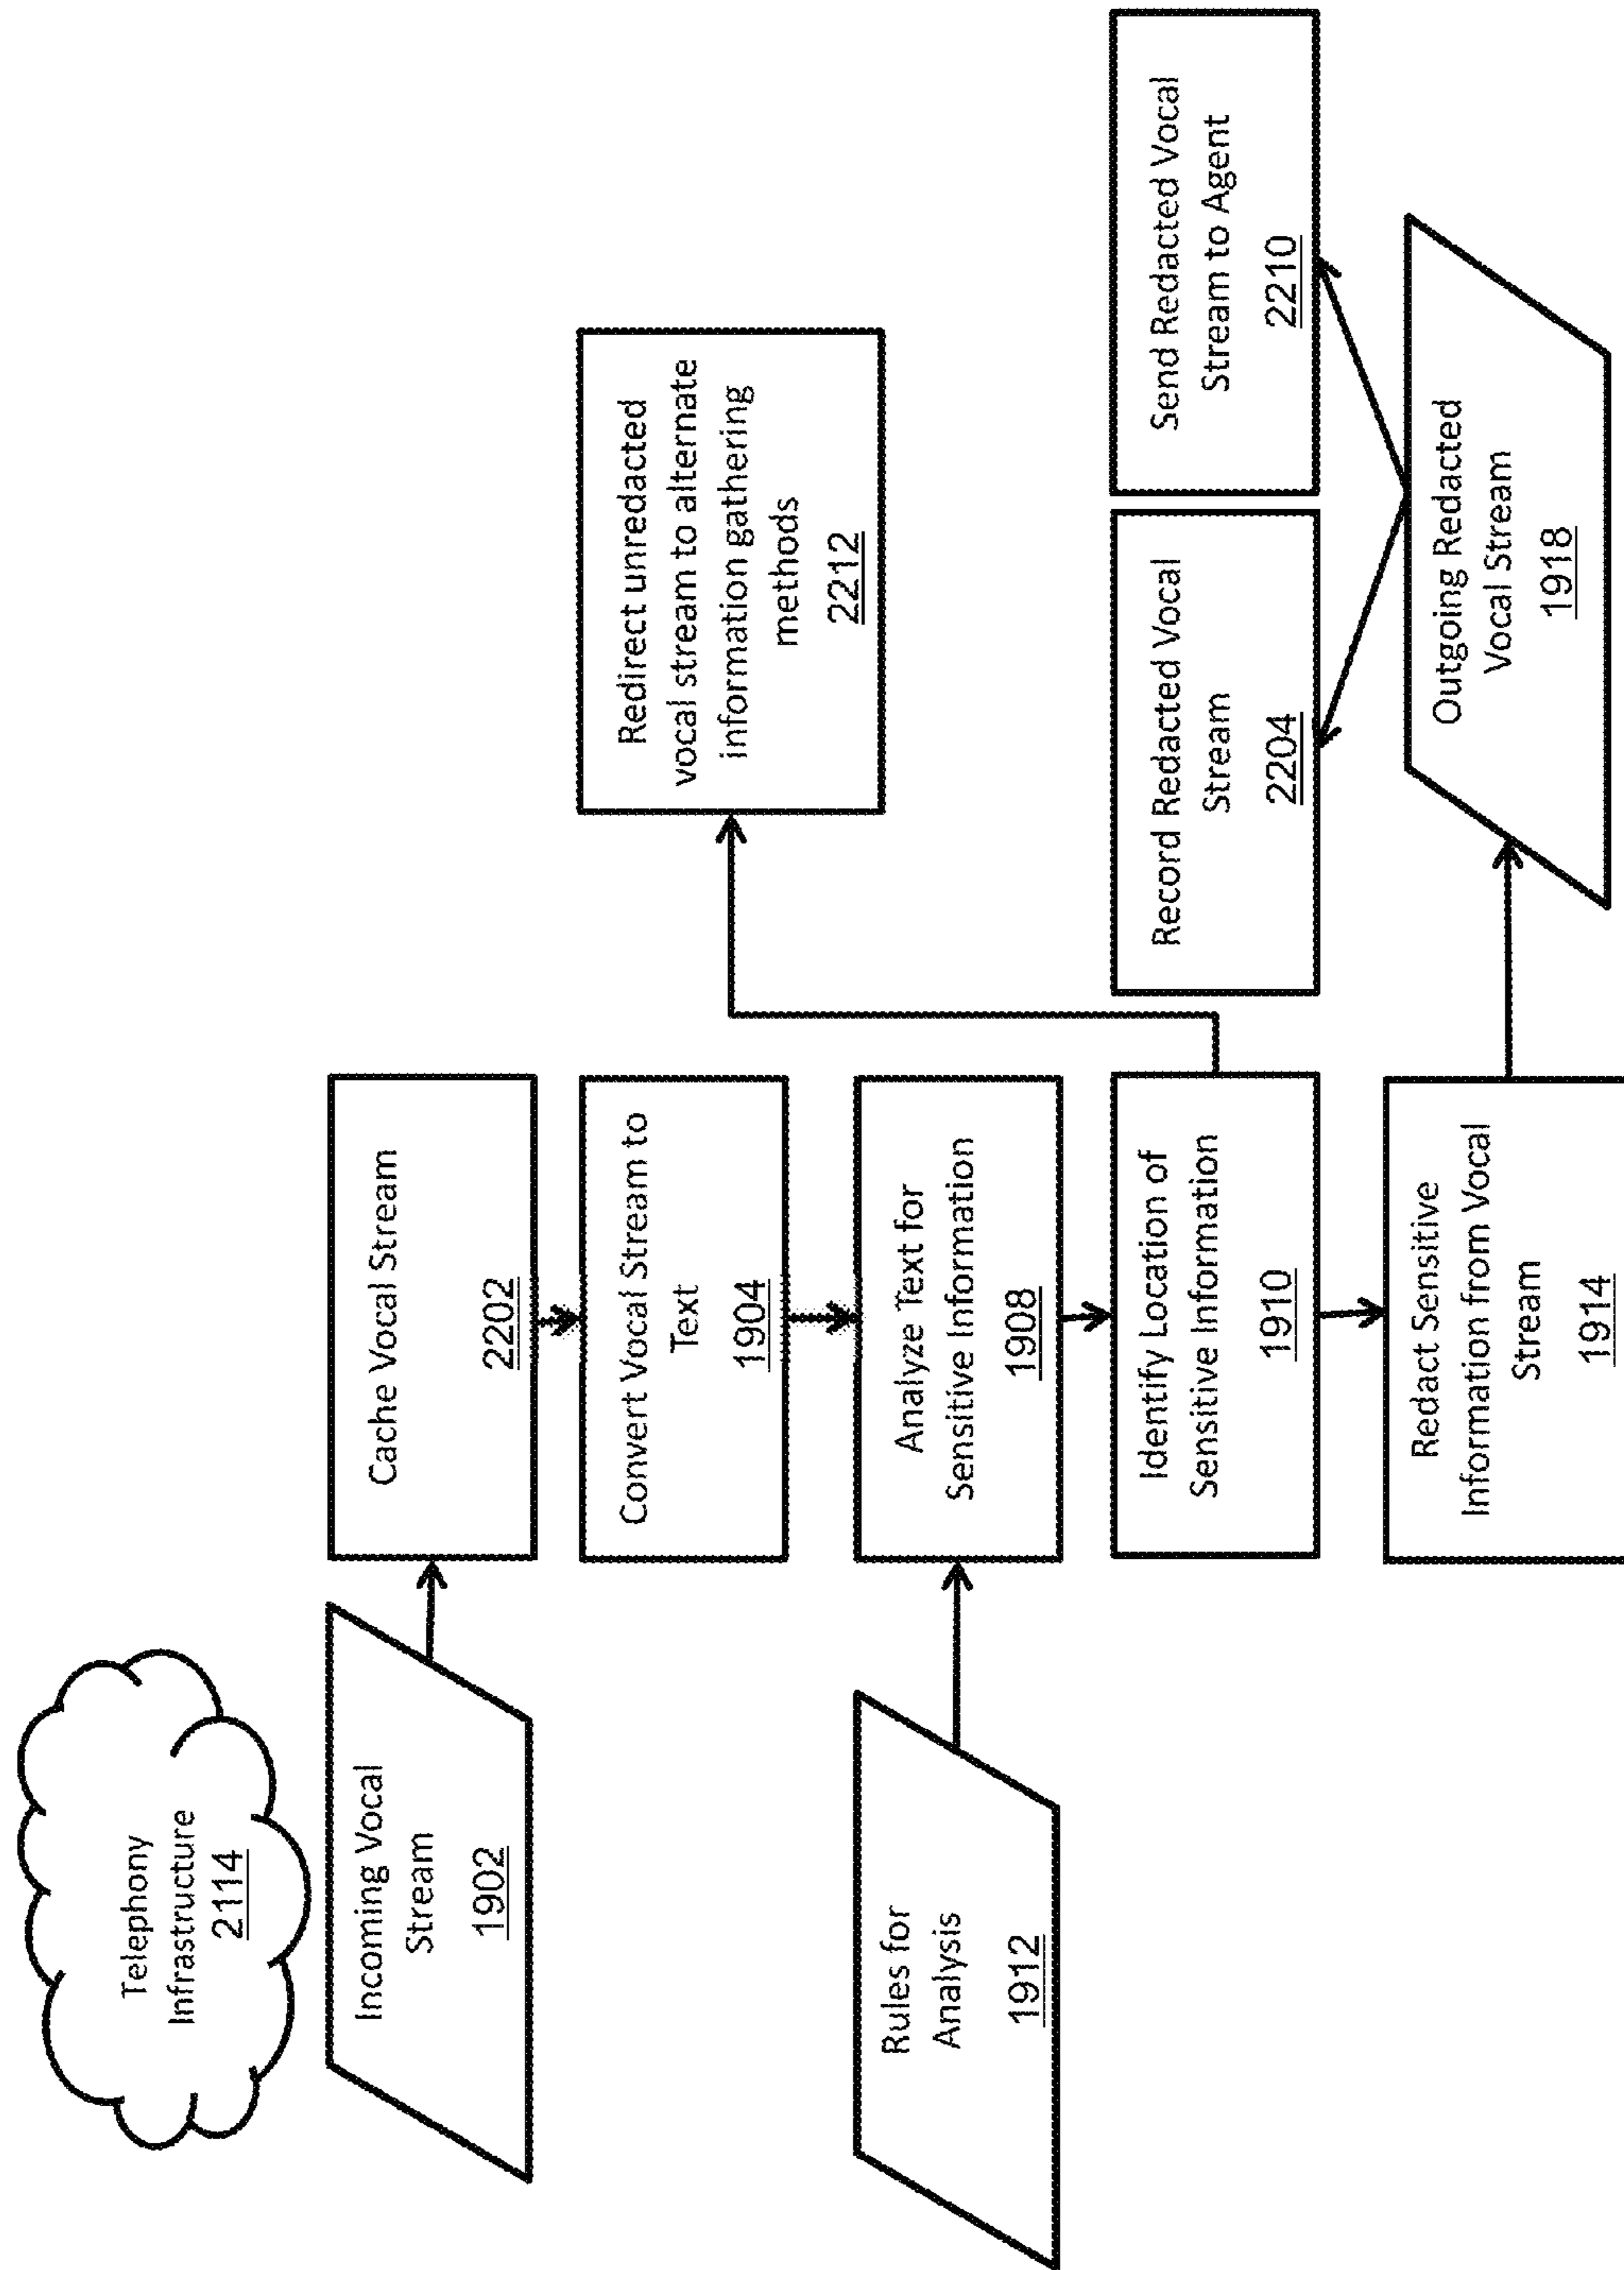 Telephony
Infrastructure
2114
Incoming Vocal
Stream
1902
Cache Vocal Stream
2202
Convert Vocal Stream to
Text
1904
Redirect unredacted
vocal stream to alternate
information gathering
methods
2212
Rules for
Analysis
1912
Analyze Text for
Sensitive Information
1908
Identify Location of
Sensitive Information
1910
Record Redacted Vocal
Stream
2204
Send Redacted Vocal
Stream to Agent
2210
Redact Sensitive
Information from Vocal
Stream
1914
Outgoing Redacted
Vocal Stream
1918